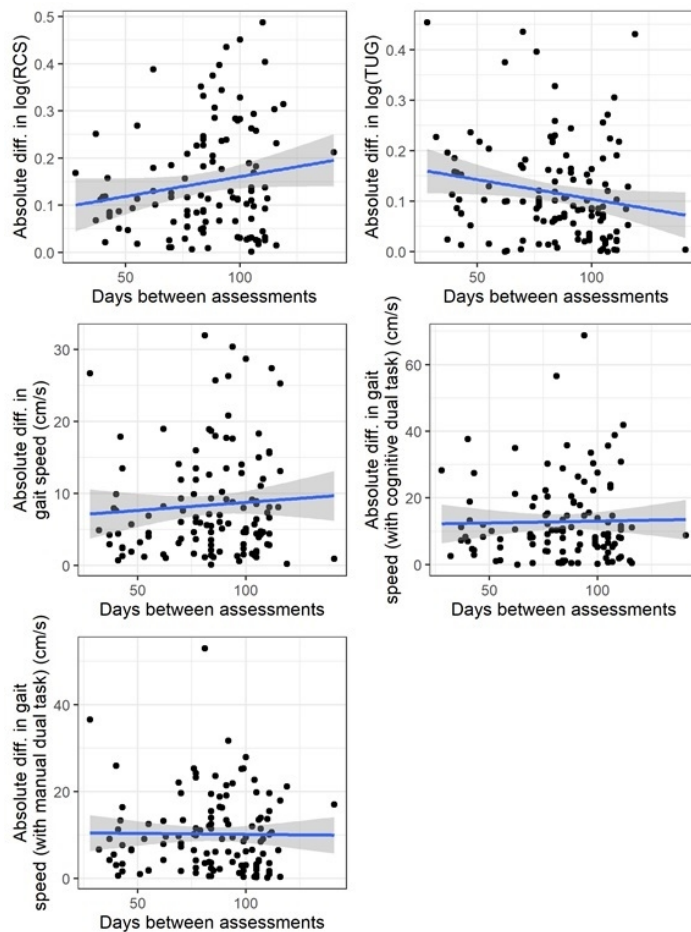 Absolute diff. in log(RCS)
0.5
0.4
0.3
0.2
0.1
0.0
50 100
Days between assessments
Absolute diff. in log(TUG)
0.4
0.3
0.2
0.1
0.0
50 100
Days between assessments
Absolute diff. in
gait speed (cm/s)
30
20
10
0
50 100
Days between assessments
Absolute diff. in gait
speed (with cognitive dual task) (cm/s)
60
40
20
0
50 100
Days between assessments
Absolute diff. in gait
speed (with manual dual task) (cm/s)
40
20
0
50 100
Days between assessments